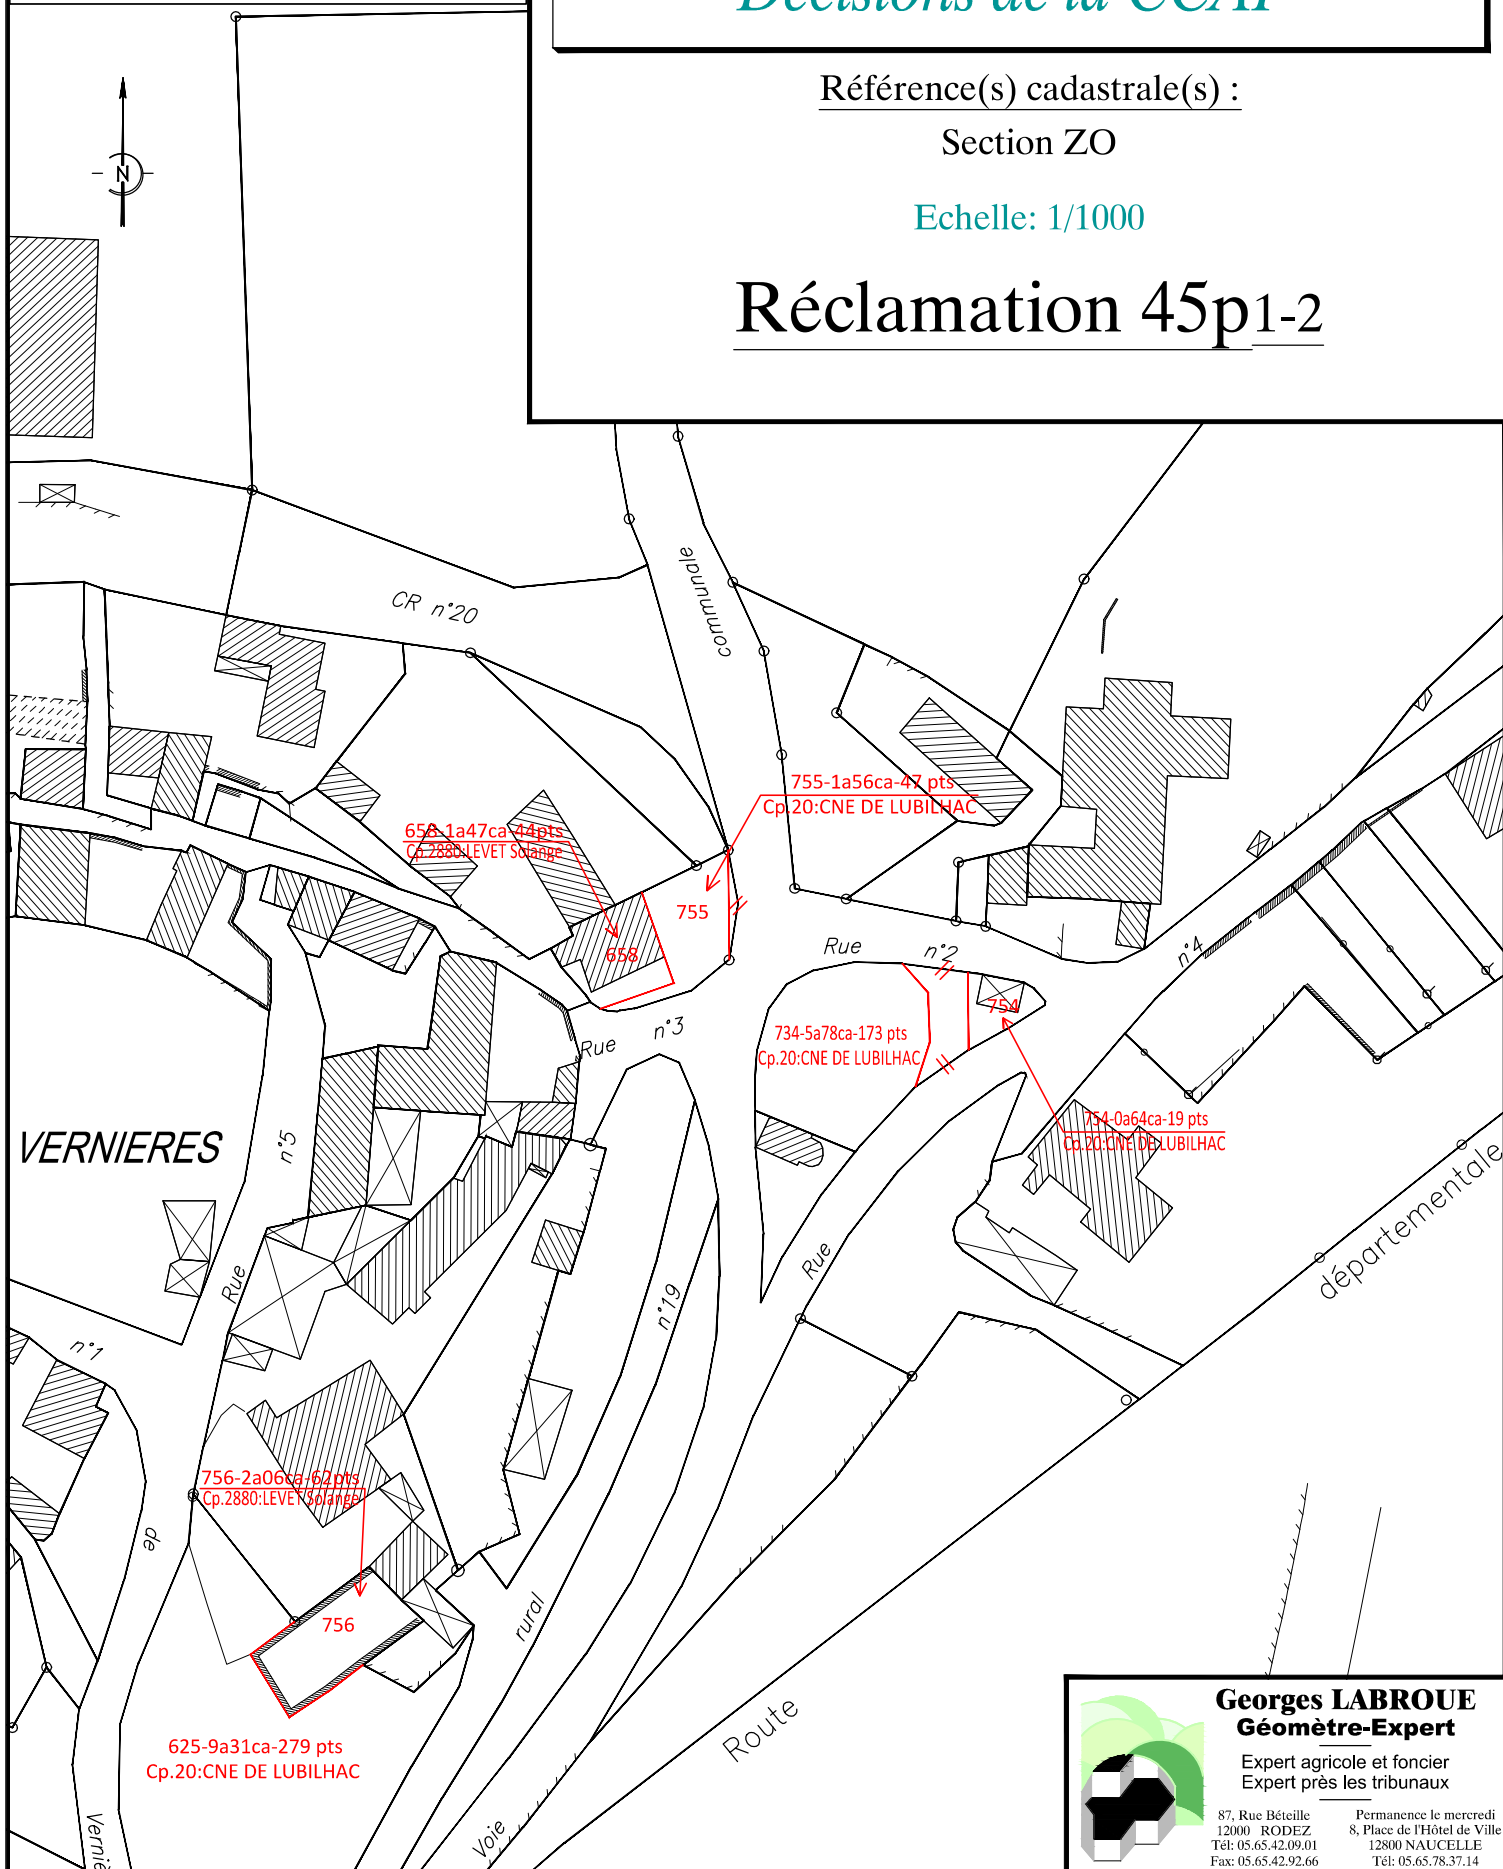 Décisions de la CCAF
Référence(s) cadastrale(s) :
Section ZO
Echelle: 1/1000
Réclamation 45p1-2
N
CR n°20
communale
755-1a56ca-47 pts
Cp.20:CNE DE LUBILHAC
658-1a47ca-44pts
Cp.2880:LEVET Solange
755
658
Rue n°2
n°4
754
734-5a78ca-173 pts
Cp.20:CNE DE LUBILHAC
Rue n°3
754-0a64ca-19 pts
Cp.20:CNE DE LUBILHAC
VERNIERES
n°5
Rue
départementale
Rue
n°19
n°1
756-2a06ca-62pts
Cp.2880:LEVET Solange
de
rural
756
625-9a31ca-279 pts
Cp.20:CNE DE LUBILHAC
Route
Voie
Verniè
Georges LABROUE
Géomètre-Expert
Expert agricole et foncier
Expert près les tribunaux
87, Rue Béteille
12000 RODEZ
Tél: 05.65.42.09.01
Fax: 05.65.42.92.66
Permanence le mercredi
8, Place de l'Hôtel de Ville
12800 NAUCELLE
Tél: 05.65.78.37.14